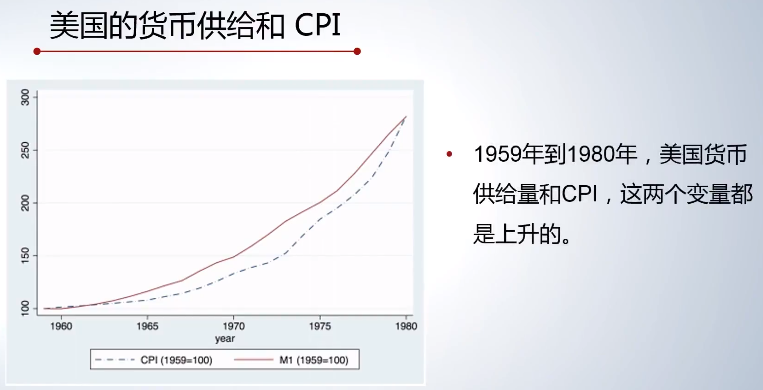 美国的货币供给和 CPI
300
250
200
150
100
1960 1965 1970 1975 1980
year
CPI (1959=100) M1 (1959=100)
• 1959年到1980年，美国货币
供给量和CPI，这两个变量都
是上升的。